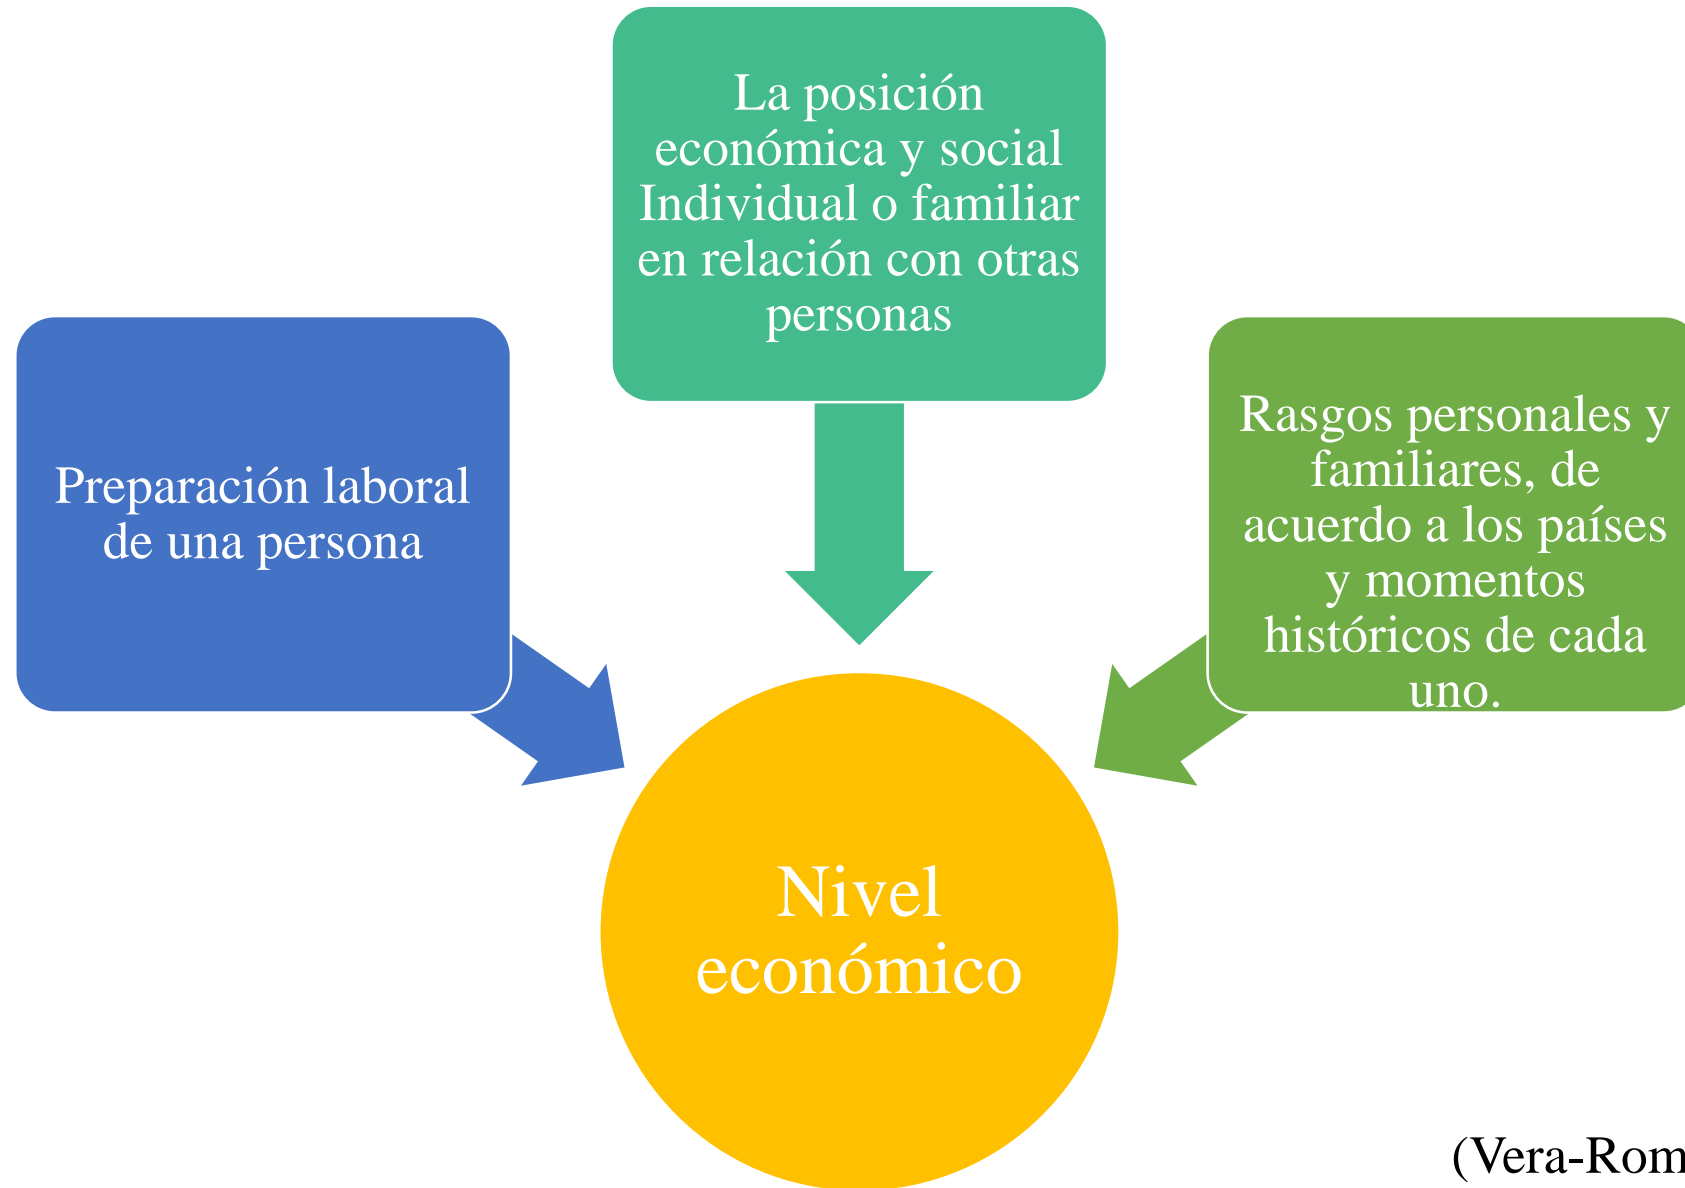 La posición
económica y social
Individual o familiar
en relación con otras
personas
Preparación laboral
de una persona
Rasgos personales y
familiares, de
acuerdo a los países
y momentos
históricos de cada
uno.
Nivel
económico
(Vera-Rom